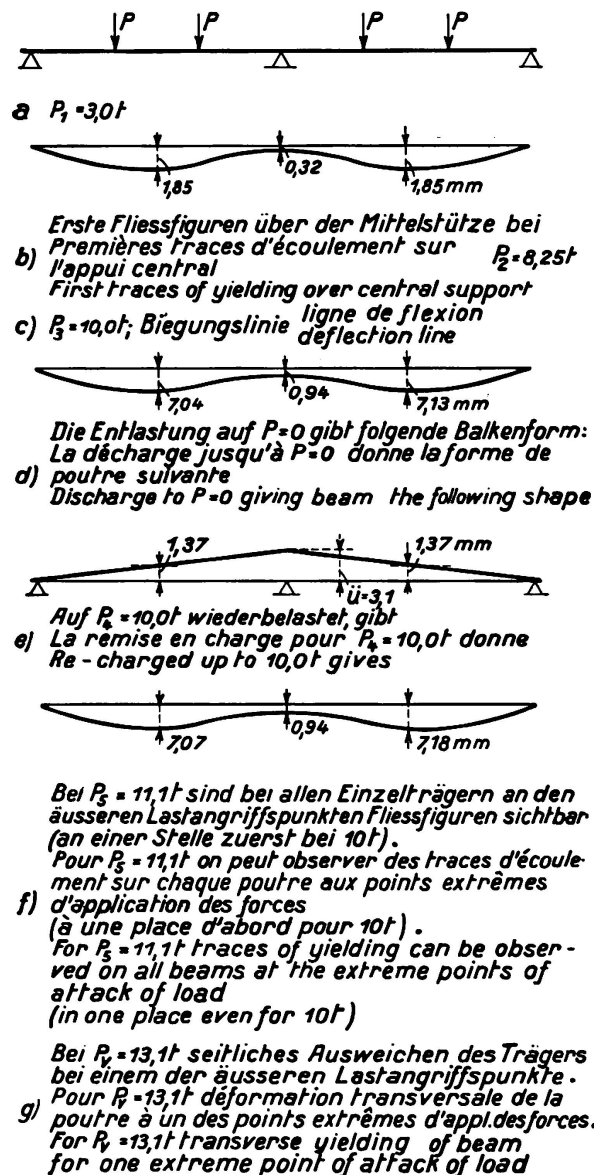 P P P P
a P₁=3,0t
1,85 0,32 1,85 mm
Erste Fliessfiguren über der Mittelstütze bei
Premières traces d'écoulement sur
b) l'appui central P₂=8,25t
First traces of yielding over central support
c) P₃=10,0t; Biegungslinie ligne de flexion
deflection line
7,04 0,94 7,13 mm
Die Entlastung auf P=0 gibt folgende Balkenform:
La décharge jusqu'à P=0 donne la forme de
d) poutre suivante
Discharge to P=0 giving beam the following shape
1,37 1,37 mm
ü=3,1
Auf P₄=10,0t wiederbelastet, gibt
e) La remise en charge pour P₄=10,0t donne
Re-charged up to 10,0t gives
7,07 0,94 7,18 mm
Bei P₅ = 11,1t sind bei allen Einzelträgern an den
äusseren Lastangriffspunkten Fliessfiguren sichtbar
(an einer Stelle zuerst bei 10t).
Pour P₅ = 11,1t on peut observer des traces d'écoule-
ment sur chaque poutre aux points extrêmes
f) d'application des forces
(à une place d'abord pour 10t).
For P₅ = 11,1t traces of yielding can be obser-
ved on all beams at the extreme points of
attack of load
(in one place even for 10t)
Bei Pᵥ=13,1t seitliches Ausweichen des Trägers
bei einem der äusseren Lastangriffspunkte.
g) Pour Pᵥ=13,1t déformation transversale de la
poutre à un des points extrêmes d'appl.des forces.
For Pᵥ=13,1t transverse yielding of beam
for one extreme point of attack of load